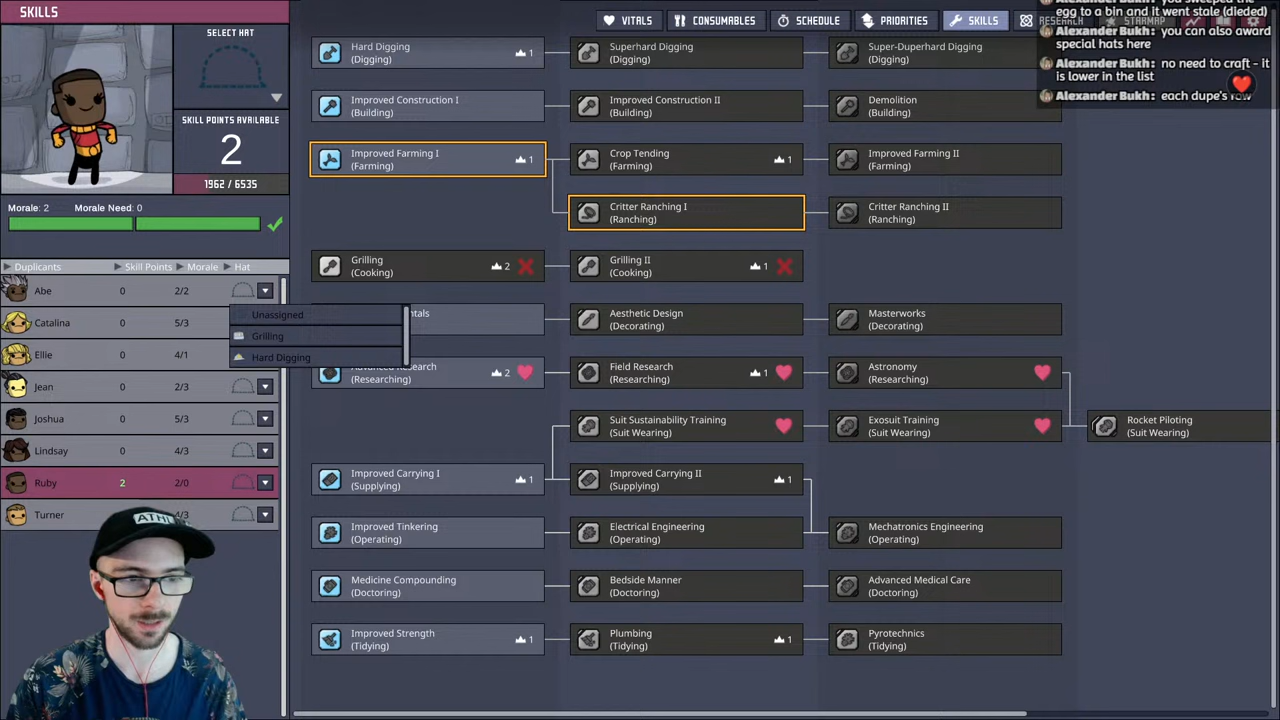 SKILLS
VITALS
CONSUMABLES
SCHEDULE
PRIORITIES
SKILLS
RESEARCH
STARMAP
egg to a bin and it went stale (dieded)
Alexander Bukh: you can also award
special hats here
Alexander Bukh: no need to craft - it
is lower in the list
Alexander Bukh: each dupe's row
SELECT HAT
SKILL POINTS AVAILABLE
2
1962 / 6535
Morale: 2 Morale Need: 0
Duplicants Skill Points Morale Hat
Abe 0 2/2
Catalina 0 5/3
Ellie 0 4/1
Jean 0 2/3
Joshua 0 5/3
Lindsay 0 4/3
Ruby 2 2/0
Turner 4/3
Unassigned
Grilling
Hard Digging
Hard Digging
(Digging)
1
Superhard Digging
(Digging)
Super-Duperhard Digging
(Digging)
Improved Construction I
(Building)
Improved Construction II
(Building)
Demolition
(Building)
Improved Farming I
(Farming)
1
Crop Tending
(Farming)
1
Improved Farming II
(Farming)
Critter Ranching I
(Ranching)
Critter Ranching II
(Ranching)
Grilling
(Cooking)
2
Grilling II
(Cooking)
1
Aesthetic Design
(Decorating)
Masterworks
(Decorating)
(Researching)
2
Field Research
(Researching)
1
Astronomy
(Researching)
Suit Sustainability Training
(Suit Wearing)
Exosuit Training
(Suit Wearing)
Rocket Piloting
(Suit Wearing)
Improved Carrying I
(Supplying)
1
Improved Carrying II
(Supplying)
1
Improved Tinkering
(Operating)
Electrical Engineering
(Operating)
Mechatronics Engineering
(Operating)
Medicine Compounding
(Doctoring)
Bedside Manner
(Doctoring)
Advanced Medical Care
(Doctoring)
Improved Strength
(Tidying)
1
Plumbing
(Tidying)
1
Pyrotechnics
(Tidying)
ATHL